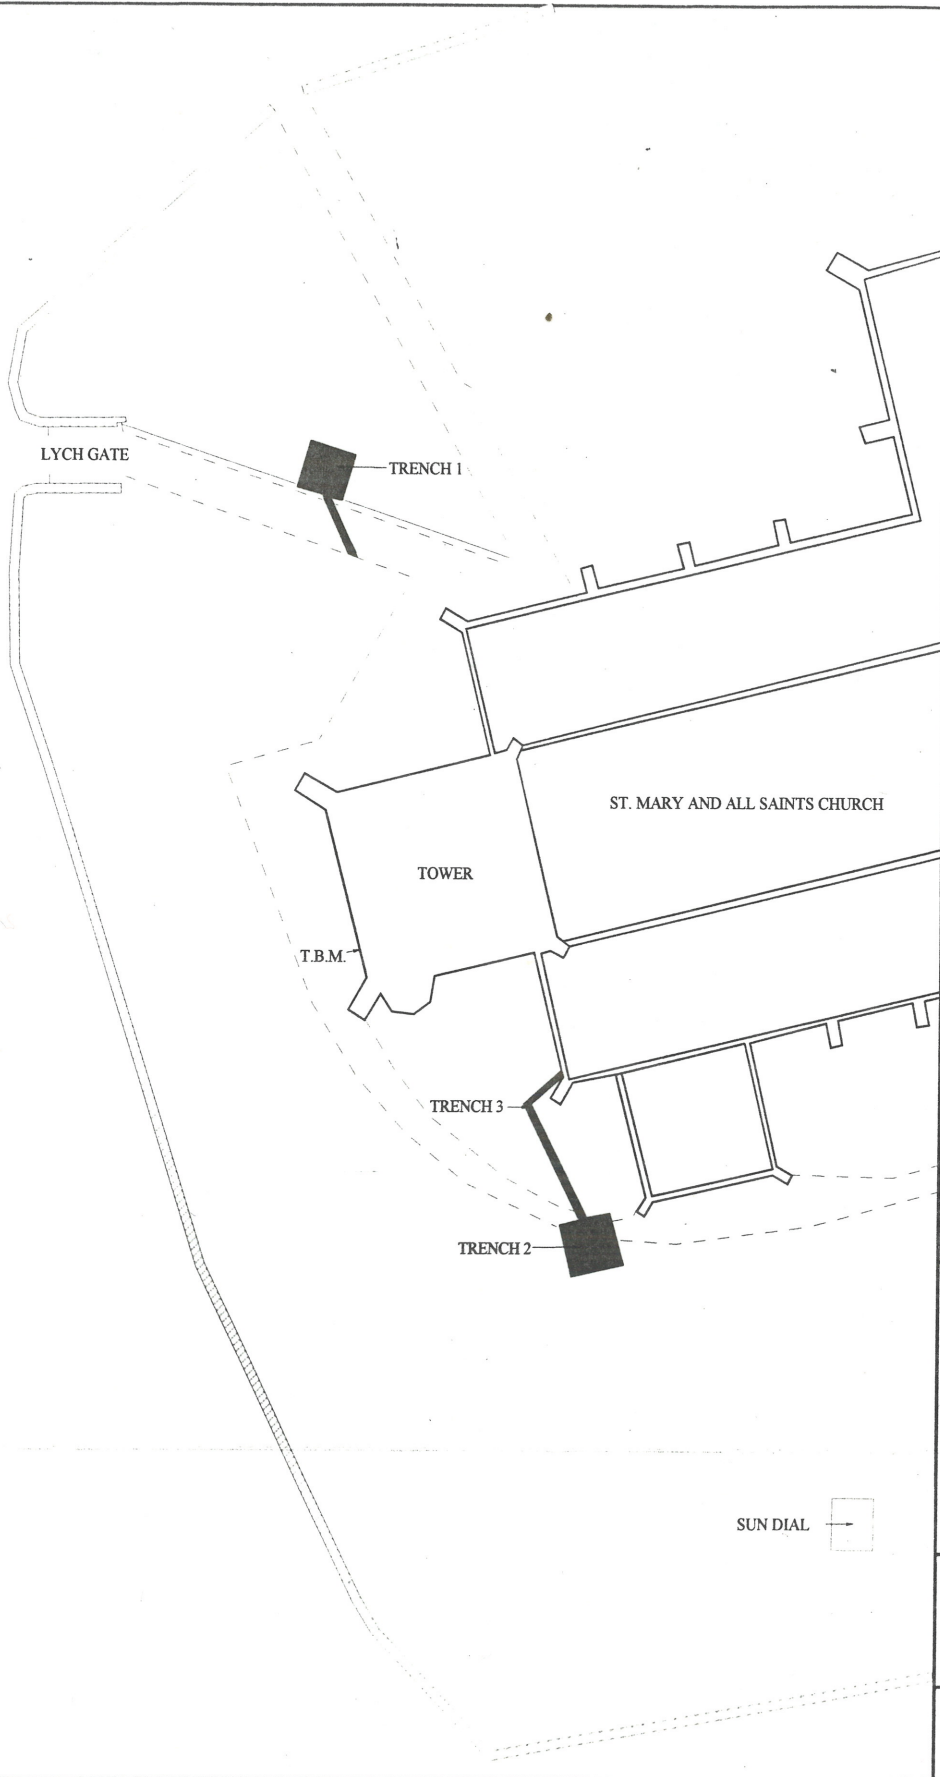 LYCH GATE
TRENCH 1
ST. MARY AND ALL SAINTS CHURCH
TOWER
T.B.M.
TRENCH 3
TRENCH 2
SUN DIAL